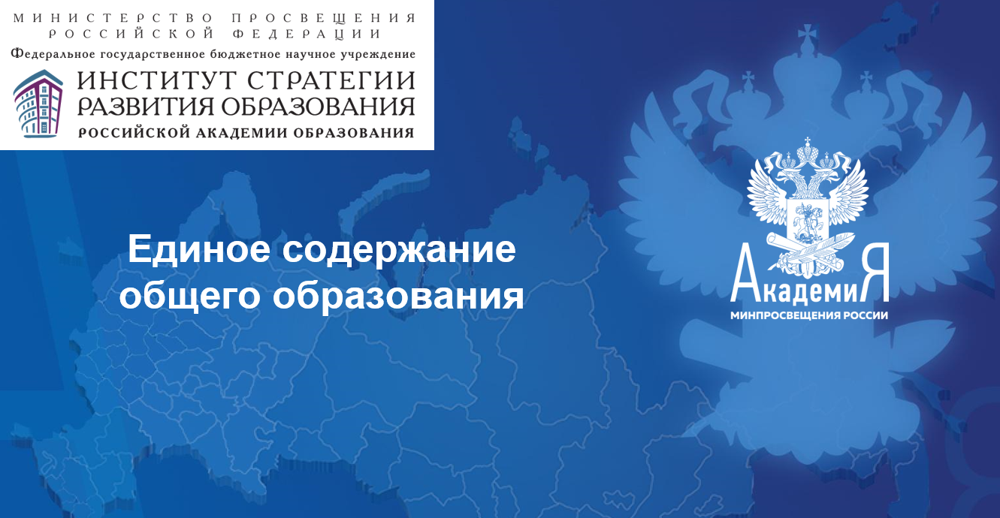 МИНИСТЕРСТВО ПРОСВЕЩЕНИЯ
РОССИЙСКОЙ ФЕДЕРАЦИИ
Федеральное государственное бюджетное научное учреждение
ИНСТИТУТ СТРАТЕГИИ
РАЗВИТИЯ ОБРАЗОВАНИЯ
РОССИЙСКОЙ АКАДЕМИИ ОБРАЗОВАНИЯ
Единое содержание
общего образования
АкадемиЯ
МИНПРОСВЕЩЕНИЯ РОССИИ